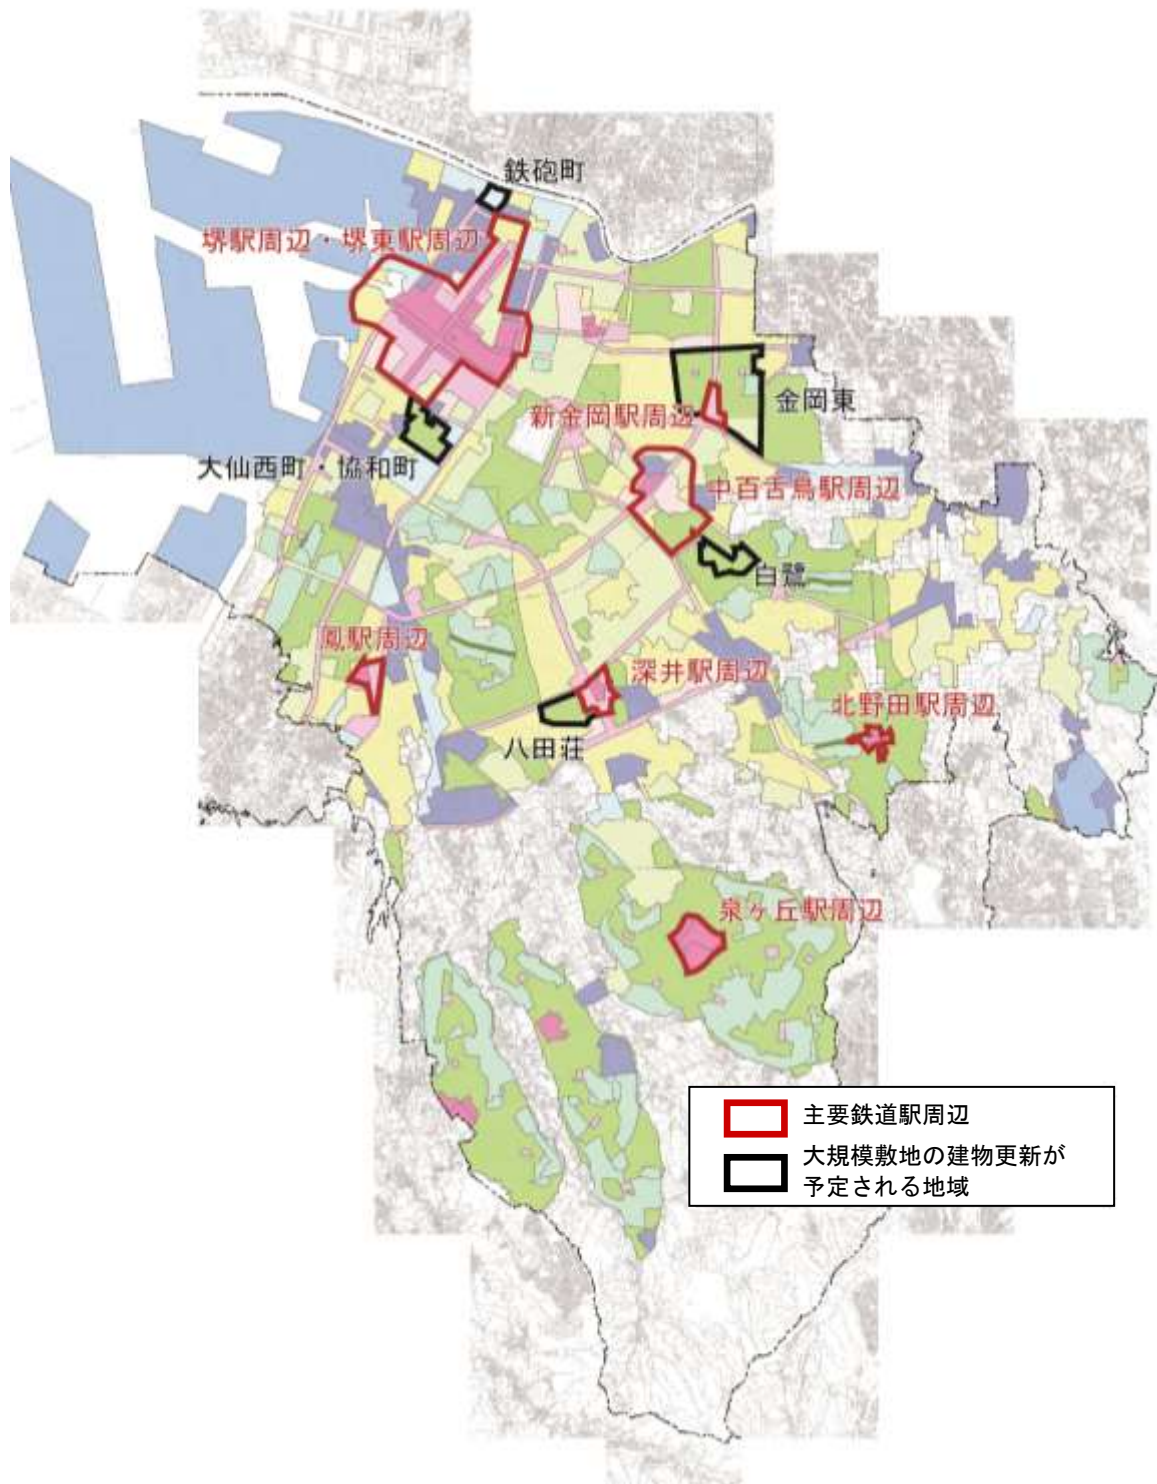 鉄砲町
堺駅周辺・堺東駅周辺
金岡東
新金岡駅周辺
大仙西町・協和町
中百舌鳥駅周辺
白鷺
鳳駅周辺
深井駅周辺
北野田駅周辺
八田荘
泉ヶ丘駅周辺
主要鉄道駅周辺
大規模敷地の建物更新が
予定される地域